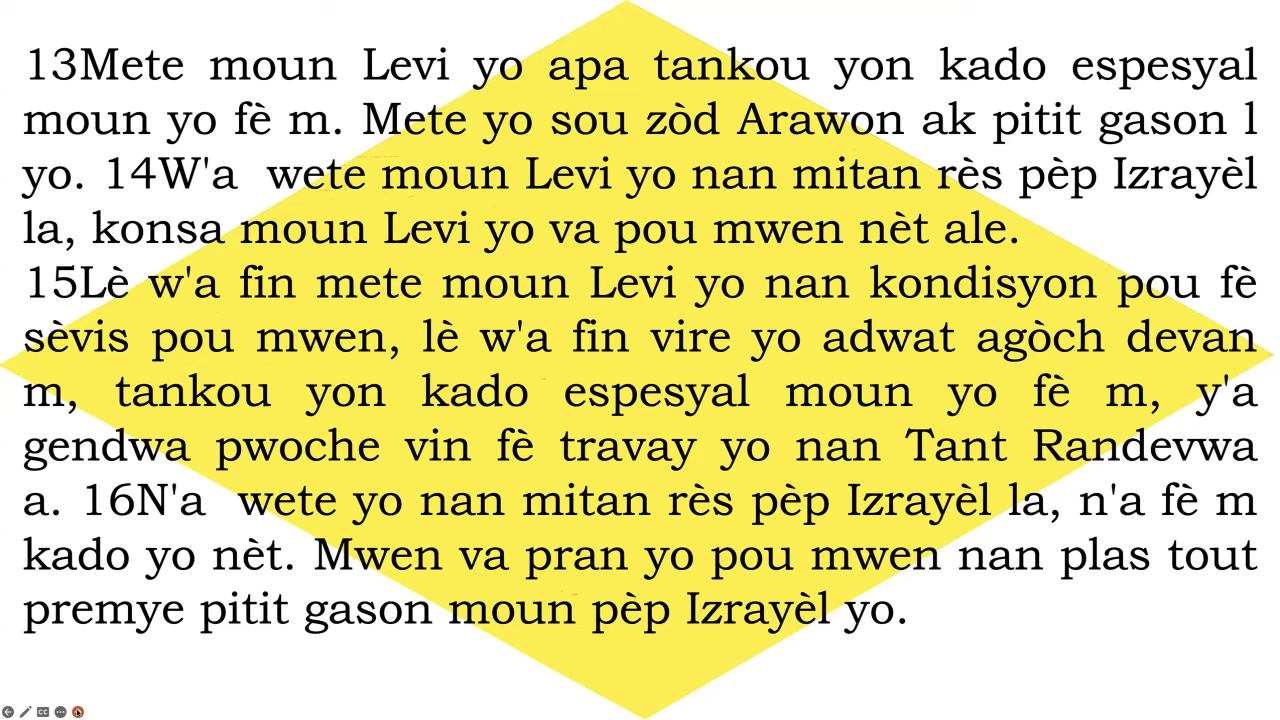 13Mete moun Levi yo apa tankou yon kado espesyal
moun yo fè m. Mete yo sou zòd Arawon ak pitit gason l
yo. 14W'a  wete moun Levi yo nan mitan rès pèp Izrayèl
la, konsa moun Levi yo va pou mwen nèt ale.
15Lè w'a fin mete moun Levi yo nan kondisyon pou fè
sèvis pou mwen, lè w'a fin vire yo adwat agòch devan
m, tankou yon kado espesyal moun yo fè m, y'a
gendwa pwoche vin fè travay yo nan Tant Randevwa
a. 16N'a  wete yo nan mitan rès pèp Izrayèl la, n'a fè m
kado yo nèt. Mwen va pran yo pou mwen nan plas tout
premye pitit gason moun pèp Izrayèl yo.
CC